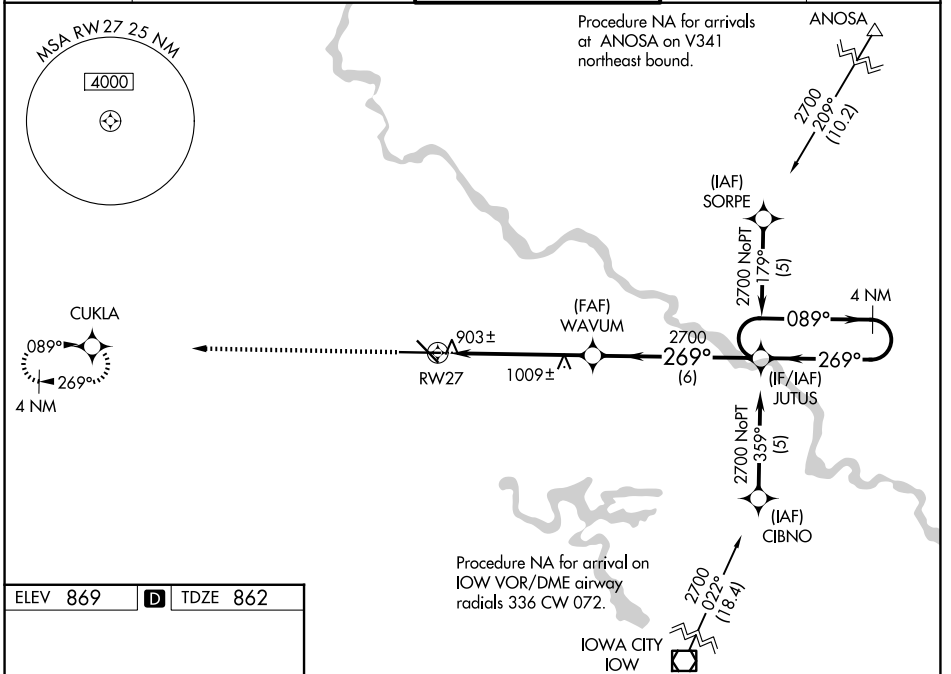 MSA RW27 25 NM
4000
Procedure NA for arrivals
at ANOSA on V341
northeast bound.
ANOSA
2700
209°
(10.2)
(IAF)
SORPE
2700 NoPT
179°
(5)
4 NM
089°
269°
(IF/IAF)
JUTUS
(FAF)
WAVUM
2700
269°
(6)
CUKLA
089°
269°
4 NM
903±
RW27
1009±
2700 NoPT
359°
(5)
(IAF)
CIBNO
Procedure NA for arrival on
IOW VOR/DME airway
radials 336 CW 072.
2700
022°
(18.4)
IOWA CITY
IOW
ELEV 869 D TDZE 862